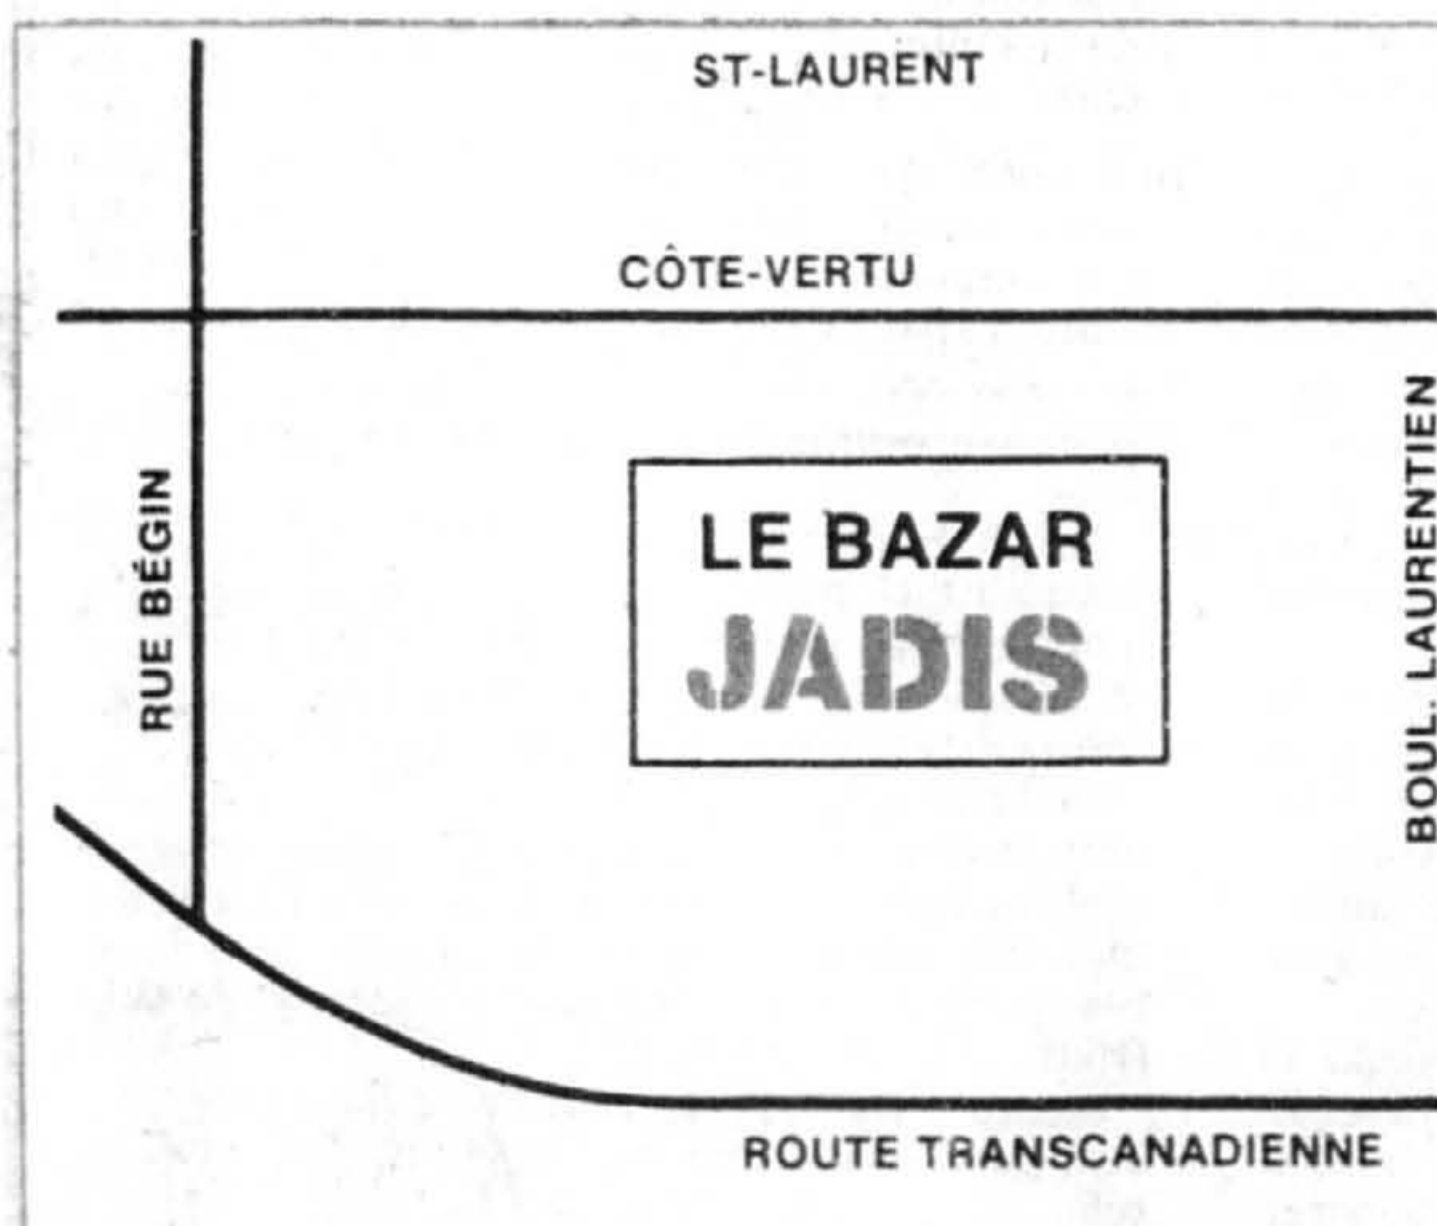 ST-LAURENT
CÔTE-VERTU
RUE BÉGIN
LE BAZAR
JADIS
BOUL. LAURENTIEN
ROUTE TRANSCANADIENNE